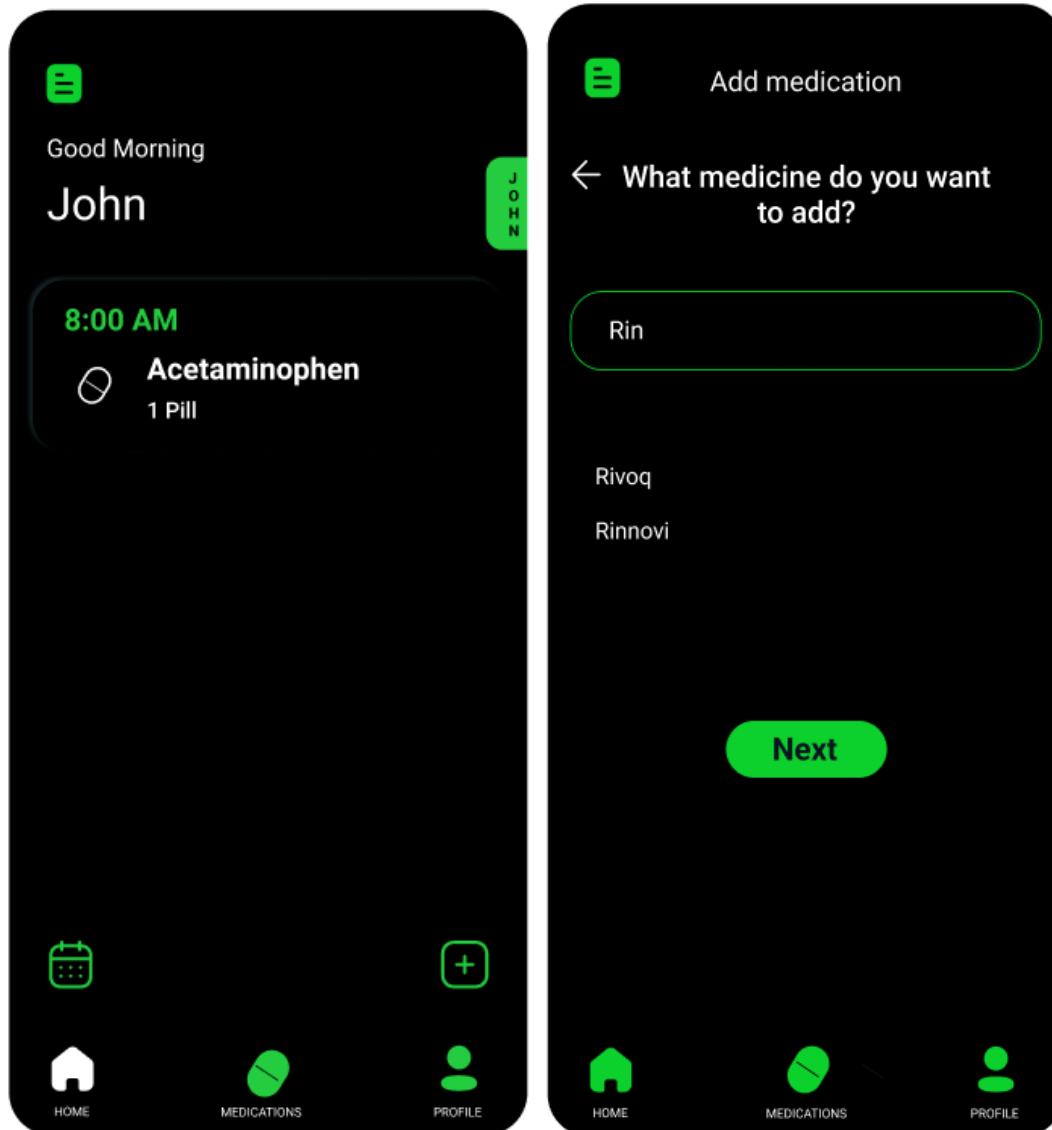 Good Morning
John
JOHN
8:00 AM
Acetaminophen
1 Pill
HOME
MEDICATIONS
PROFILE
Add medication
What medicine do you want
to add?
Rin
Rivoq
Rinnovi
Next
HOME
MEDICATIONS
PROFILE